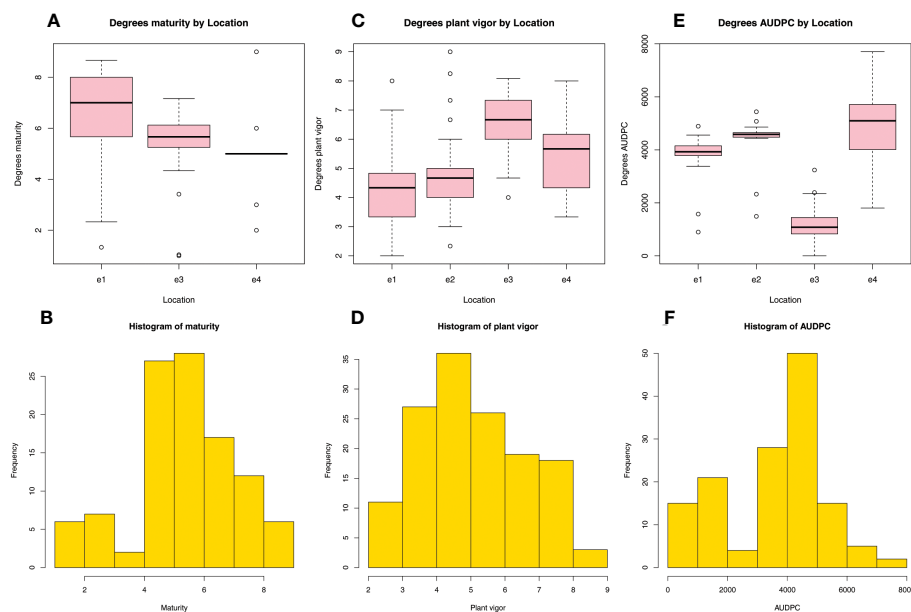 A
Degrees maturity by Location
Degrees maturity
8
6
4
2
e1
e3
e4
Location
C
Degrees plant vigor by Location
Degrees plant vigor
9
8
7
6
5
4
3
2
e1
e2
e3
e4
Location
E
Degrees AUDPC by Location
Degrees AUDPC
8000
6000
4000
2000
0
e1
e2
e3
e4
Location
B
Histogram of maturity
Frequency
25
15
10
5
0
2
4
6
8
Maturity
D
Histogram of plant vigor
Frequency
35
25
15
10
5
0
2
3
4
5
6
7
8
9
Plant vigor
F
Histogram of AUDPC
Frequency
50
40
30
20
10
0
0
2000
4000
6000
800
AUDPC